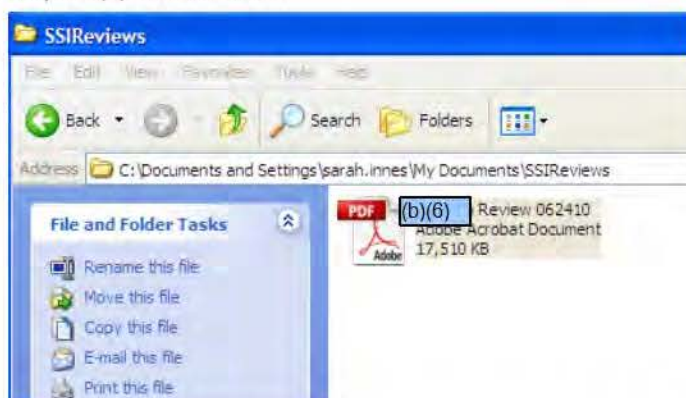 SSIReviews
File Edit View Favorites Tools Help
Back Search Folders
Address C:\Documents and Settings\sarah.innes\My Documents\SSIReviews
File and Folder Tasks
Rename this file
Move this file
Copy this file
E-mail this file
Print this file
PDF (b)(6) Review 062410
Adobe Adobe Acrobat Document
17,510 KB